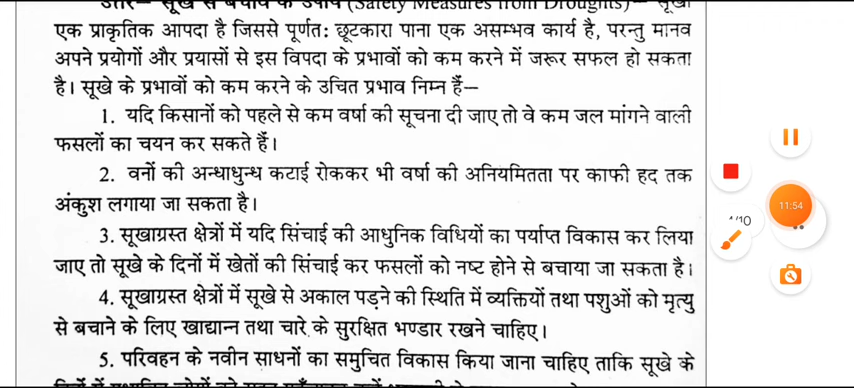 उत्तर— सूखे से बचाव के उपाय (Safety Measures from Droughts)— सूखा
एक प्राकृतिक आपदा है जिससे पूर्णत: छूटकारा पाना एक असम्भव कार्य है, परन्तु मानव
अपने प्रयोगों और प्रयासों से इस विपदा के प्रभावों को कम करने में जरूर सफल हो सकता
है। सूखे के प्रभावों को कम करने के उचित प्रभाव निम्न हैं—
1. यदि किसानों को पहले से कम वर्षा की सूचना दी जाए तो वे कम जल मांगने वाली
फसलों का चयन कर सकते हैं।
2. वनों की अन्धाधुन्ध कटाई रोककर भी वर्षा की अनियमितता पर काफी हद तक
अंकुश लगाया जा सकता है।
3. सूखाग्रस्त क्षेत्रों में यदि सिंचाई की आधुनिक विधियों का पर्याप्त विकास कर लिया
जाए तो सूखे के दिनों में खेतों की सिंचाई कर फसलों को नष्ट होने से बचाया जा सकता है।
4. सूखाग्रस्त क्षेत्रों में सूखे से अकाल पड़ने की स्थिति में व्यक्तियों तथा पशुओं को मृत्यु
से बचाने के लिए खाद्यान्न तथा चारे के सुरक्षित भण्डार रखने चाहिए।
5. परिवहन के नवीन साधनों का समुचित विकास किया जाना चाहिए ताकि सूखे के
11:54
/10